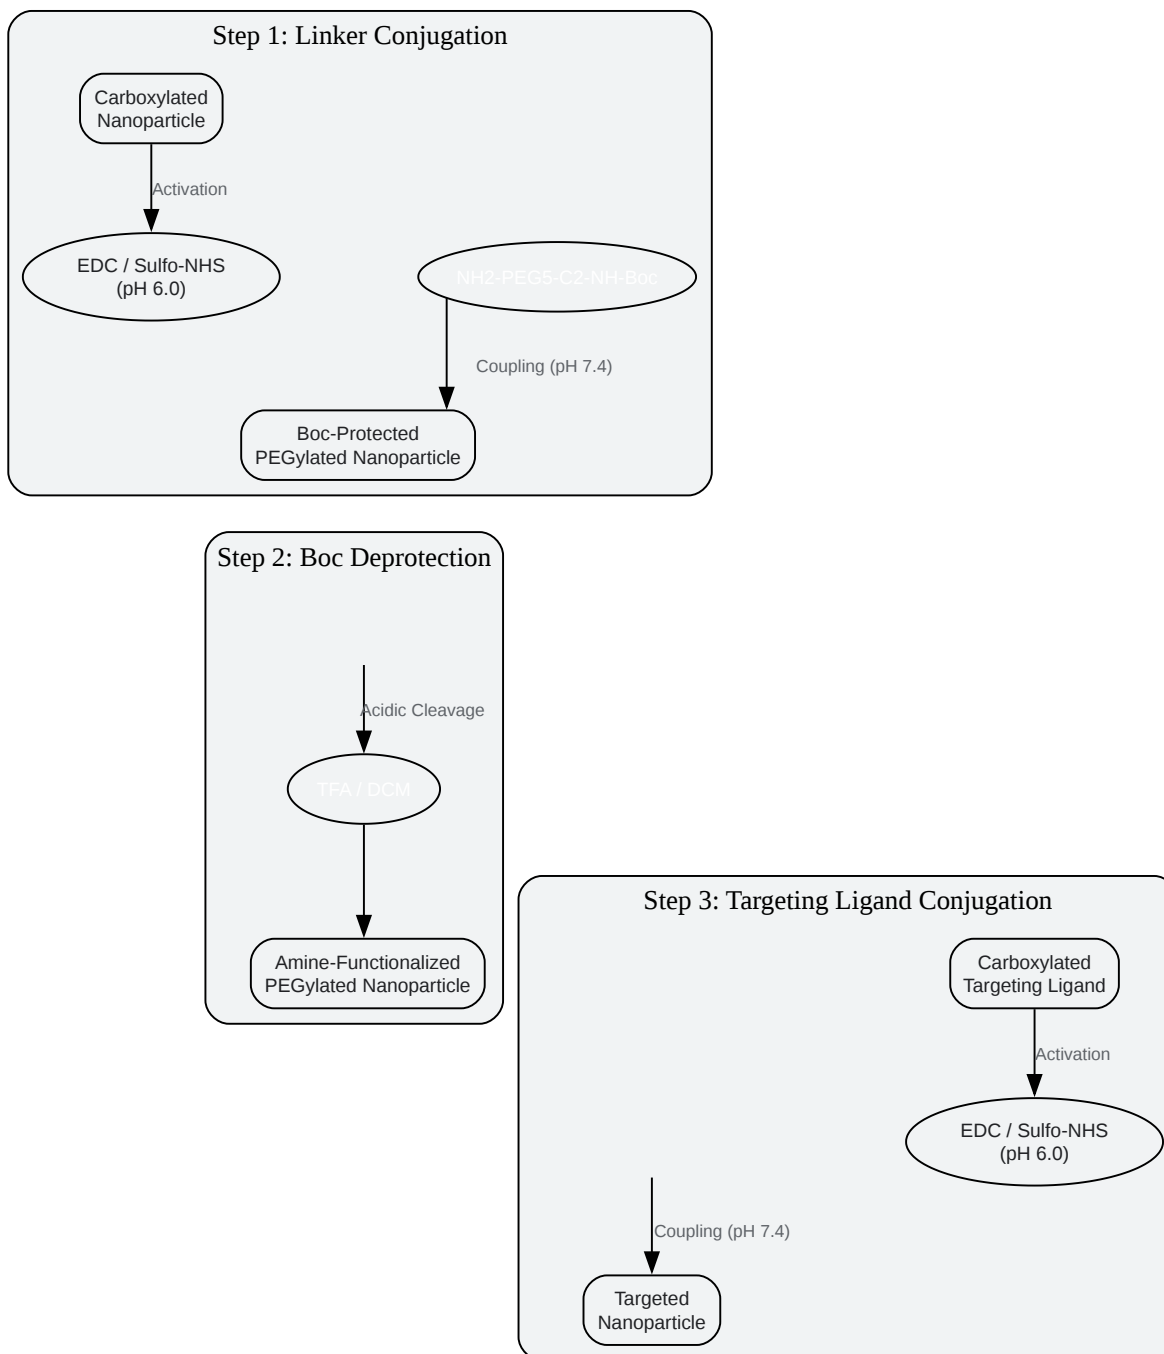 Step 1: Linker Conjugation
Carboxylated
Nanoparticle
Activation
EDC / Sulfo-NHS
(pH 6.0)
NH2-PEG5-C2-NH-Boc
Coupling (pH 7.4)
Boc-Protected
PEGylated Nanoparticle
Step 2: Boc Deprotection
Acidic Cleavage
TFA / DCM
Amine-Functionalized
PEGylated Nanoparticle
Step 3: Targeting Ligand Conjugation
Carboxylated
Targeting Ligand
Activation
EDC / Sulfo-NHS
(pH 6.0)
Coupling (pH 7.4)
Targeted
Nanoparticle